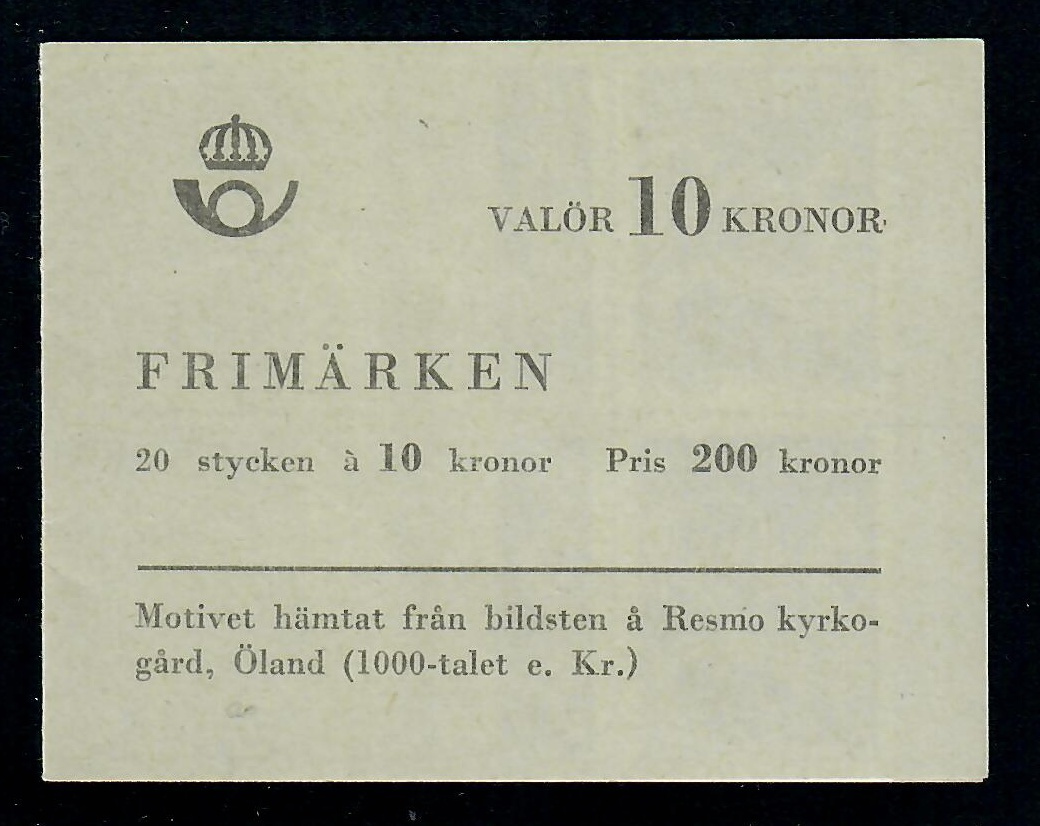 VALÖR 10 KRONOR
FRIMÄRKEN
20 stycken à 10 kronor Pris 200 kronor
Motivet hämtat från bildsten å Resmo kyrko-
gård, Öland (1000-talet e. Kr.)